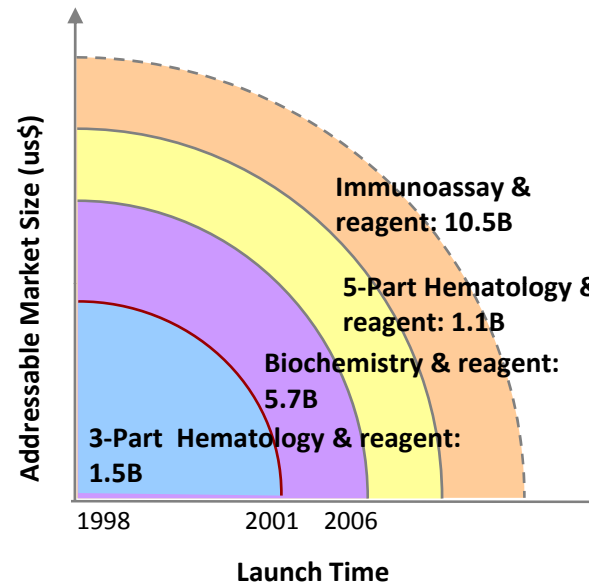 Addressable Market Size (us$)
Immunoassay &
reagent: 10.5B
5-Part Hematology &
reagent: 1.1B
Biochemistry & reagent:
5.7B
3-Part  Hematology & reagent:
1.5B
1998 2001 2006
Launch Time